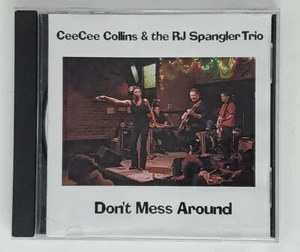 CeeCee Collins & the RJ Spangler Trio
Don't Mess Around